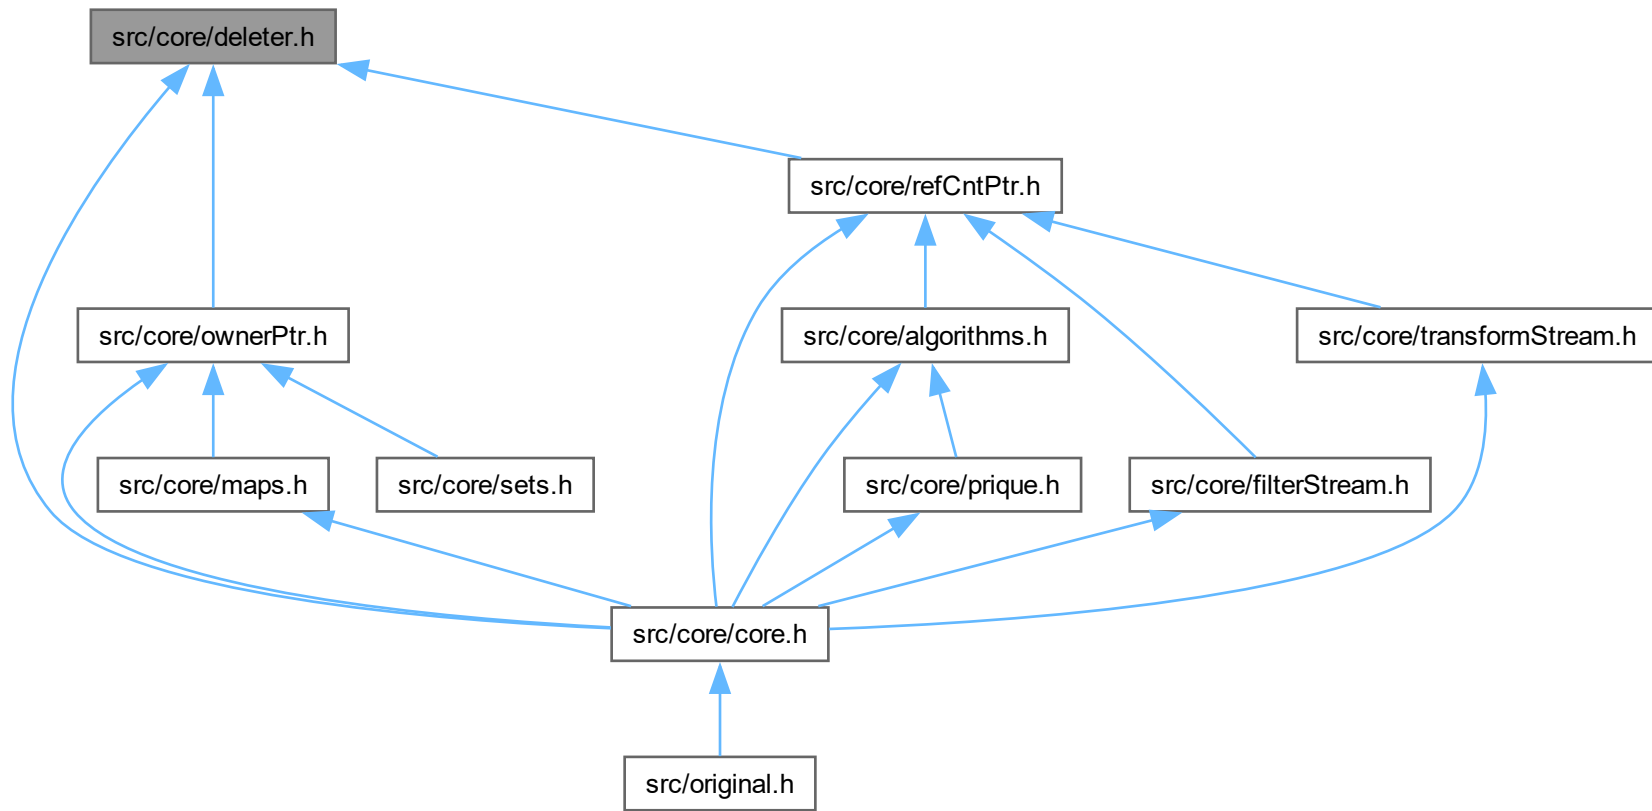 src/core/deleter.h
src/core/refCntPtr.h
src/core/ownerPtr.h
src/core/algorithms.h
src/core/transformStream.h
src/core/maps.h
src/core/sets.h
src/core/prique.h
src/core/filterStream.h
src/core/core.h
src/original.h